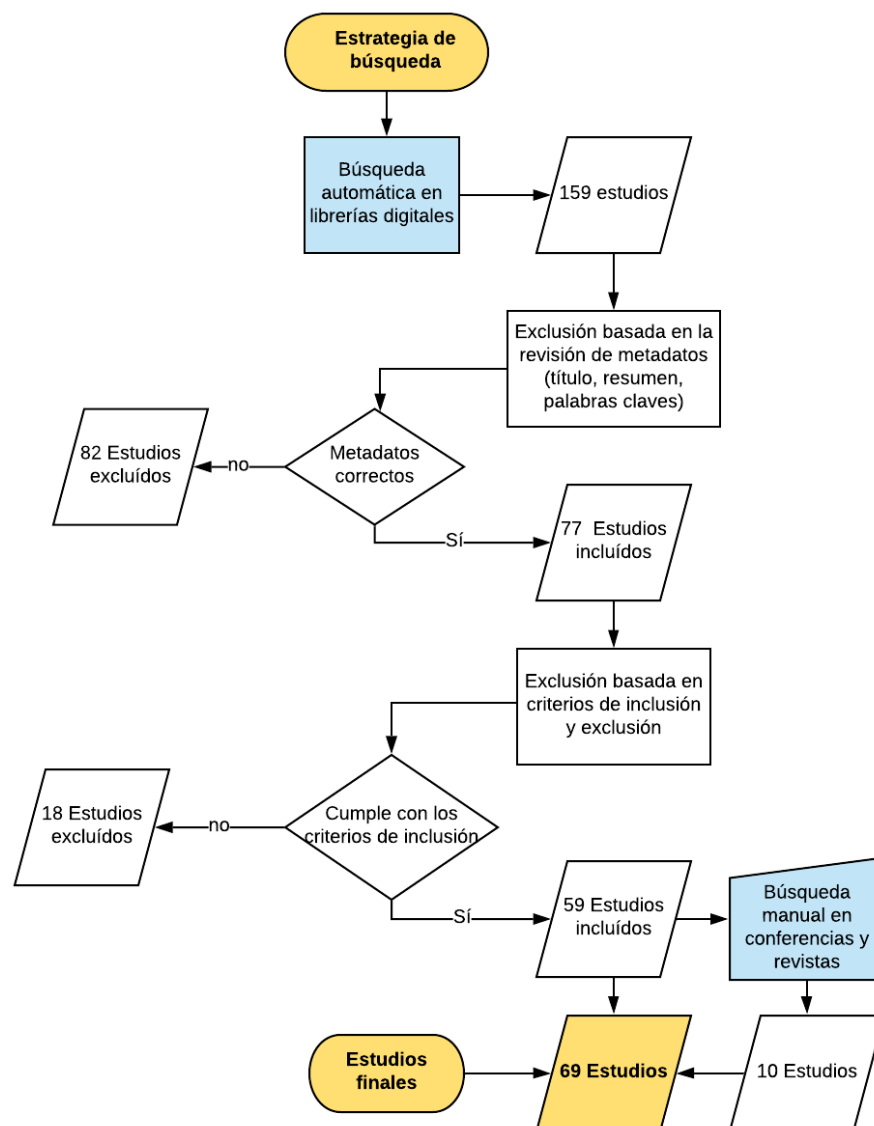 Estrategia de
búsqueda
Búsqueda
automática en
librerías digitales
159 estudios
Exclusión basada en la
revisión de metadatos
(título, resumen,
palabras claves)
Metadatos
correctos
no
82 Estudios
excluídos
Sí
77 Estudios
incluídos
Exclusión basada en
criterios de inclusión
y exclusión
Cumple con los
criterios de inclusión
no
18 Estudios
excluídos
Sí
59 Estudios
incluídos
Búsqueda
manual en
conferencias y
revistas
Estudios
finales
69 Estudios
10 Estudios